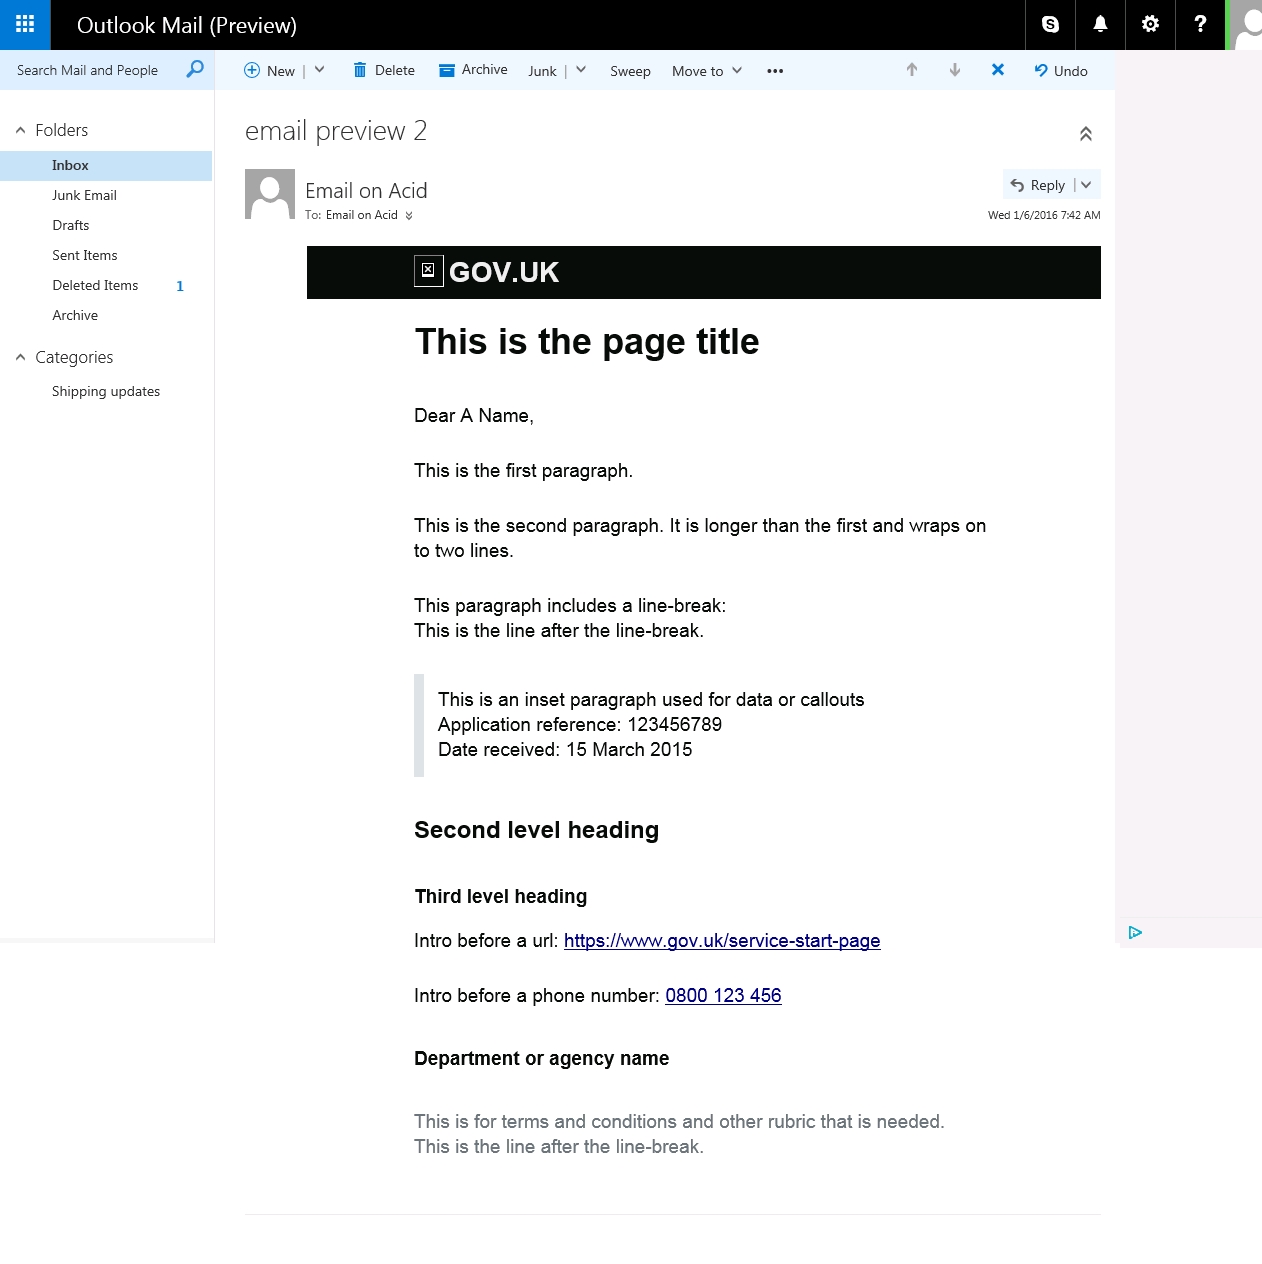 Outlook Mail (Preview)
Search Mail and People
New
Delete
Archive
Junk
Sweep
Move to
Undo
Folders
Inbox
Junk Email
Drafts
Sent Items
Deleted Items 1
Archive
Categories
Shipping updates
email preview 2
Email on Acid
To: Email on Acid
Reply
Wed 1/6/2016 7:42 AM
GOV.UK
This is the page title
Dear A Name,
This is the first paragraph.
This is the second paragraph. It is longer than the first and wraps on
to two lines.
This paragraph includes a line-break:
This is the line after the line-break.
This is an inset paragraph used for data or callouts
Application reference: 123456789
Date received: 15 March 2015
Second level heading
Third level heading
Intro before a url: https://www.gov.uk/service-start-page
Intro before a phone number: 0800 123 456
Department or agency name
This is for terms and conditions and other rubric that is needed.
This is the line after the line-break.